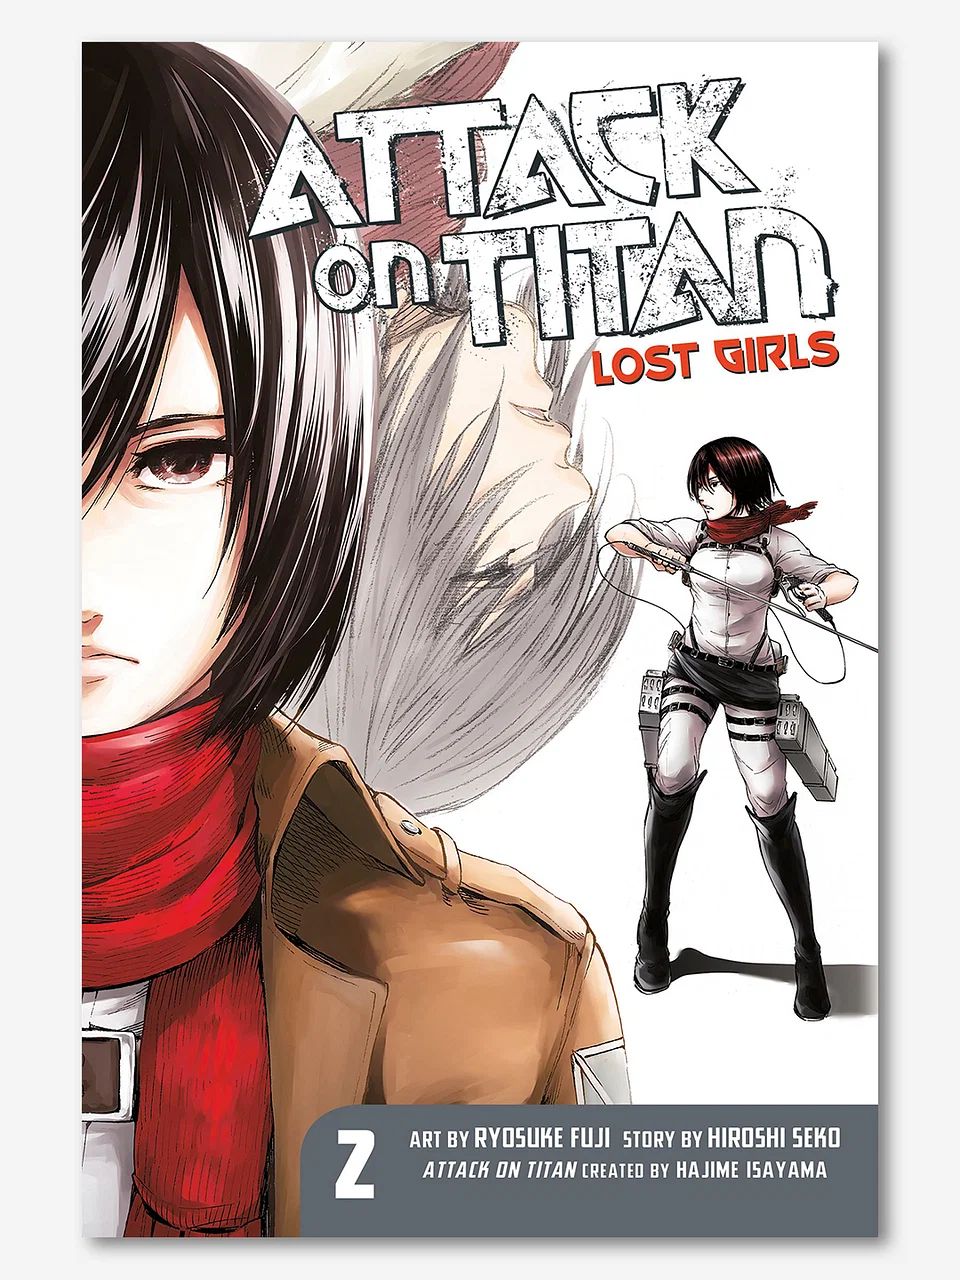 ATTACK
ON TITAN
LOST GIRLS
2
ART BY RYOSUKE FUJI STORY BY HIROSHI SEKO
ATTACK ON TITAN CREATED BY HAJIME ISAYAMA